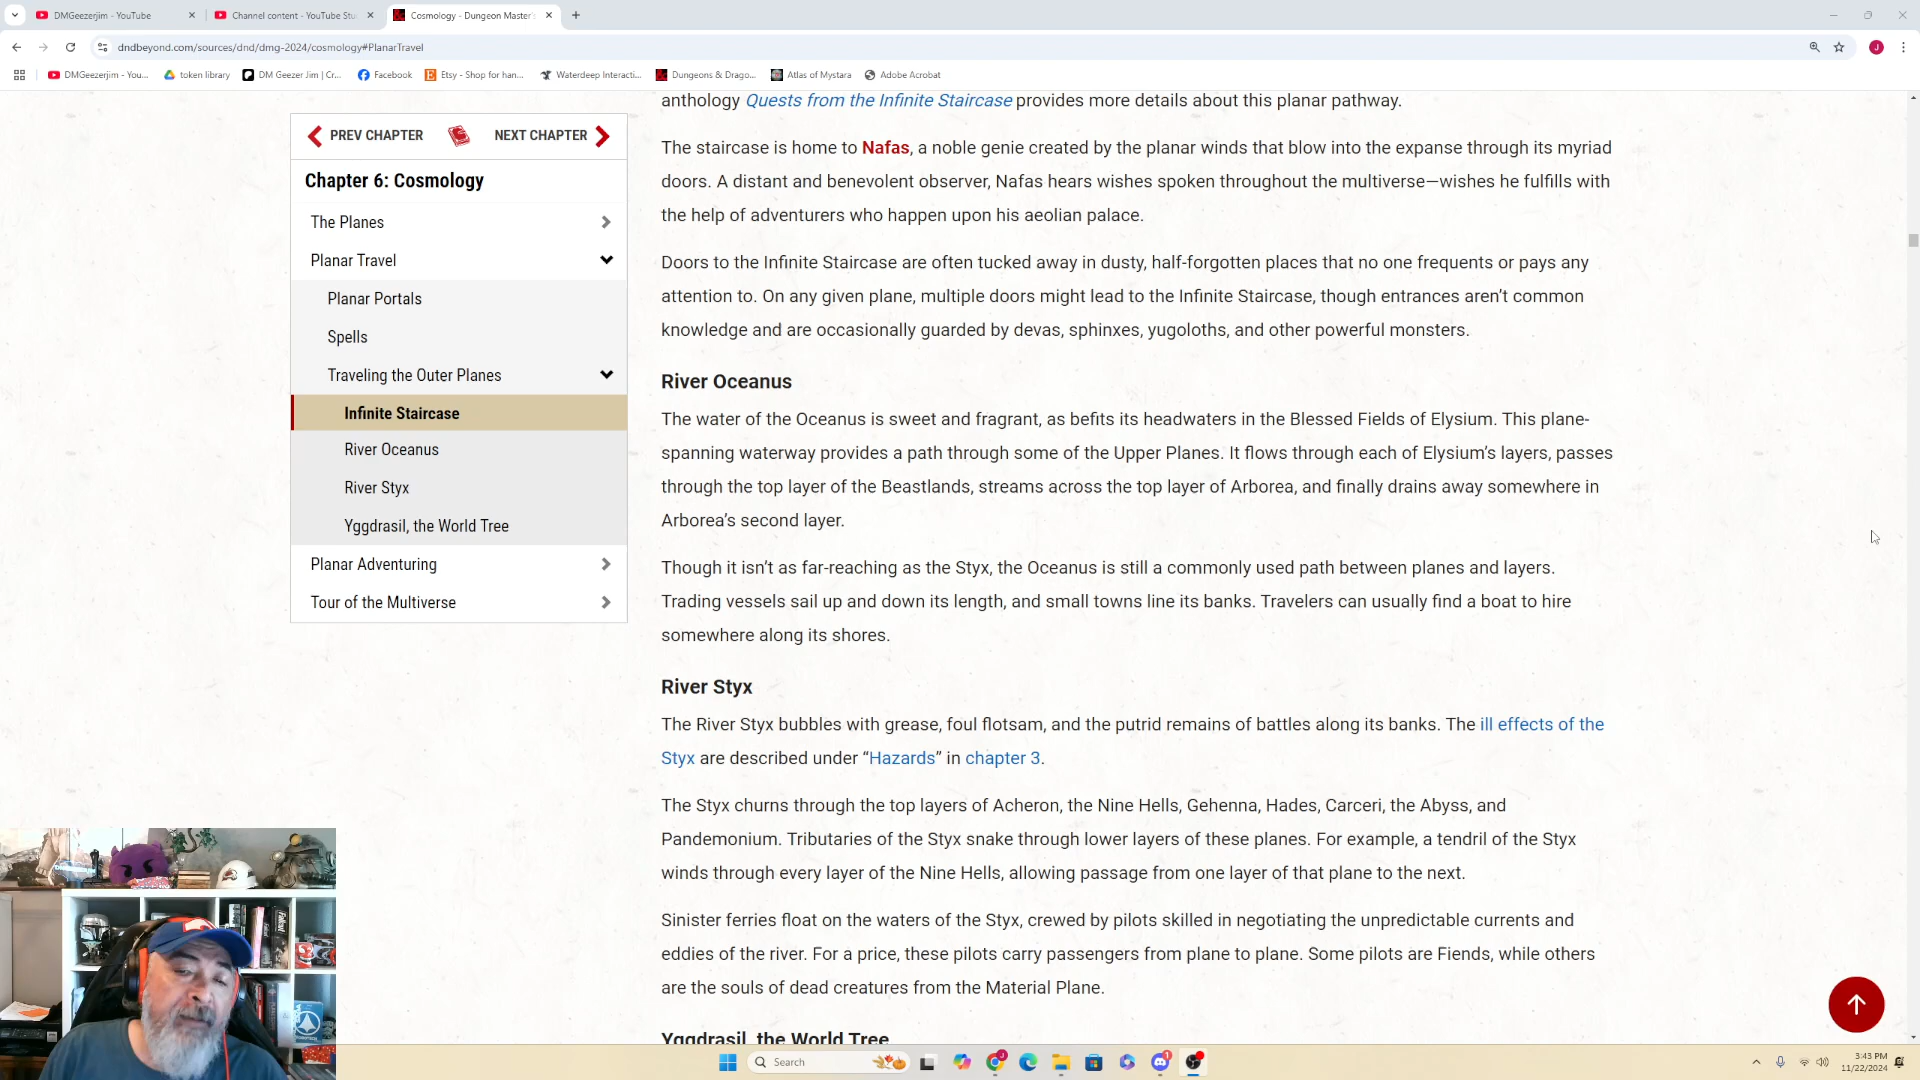 DMGeezerjim - YouTube
Channel content - YouTube Stu
Cosmology - Dungeon Master's
dndbeyond.com/sources/dnd/dmg-2024/cosmology#PlanarTravel
DMGeezerjim - You...
token library
DM Geezer Jim | Cr...
Facebook
Etsy - Shop for han...
Waterdeep Interacti...
Dungeons & Drago...
Atlas of Mystara
Adobe Acrobat
PREV CHAPTER
NEXT CHAPTER
Chapter 6: Cosmology
The Planes
Planar Travel
Planar Portals
Spells
Traveling the Outer Planes
Infinite Staircase
River Oceanus
River Styx
Yggdrasil, the World Tree
Planar Adventuring
Tour of the Multiverse
anthology Quests from the Infinite Staircase provides more details about this planar pathway.
The staircase is home to Nafas, a noble genie created by the planar winds that blow into the expanse through its myriad
doors. A distant and benevolent observer, Nafas hears wishes spoken throughout the multiverse—wishes he fulfills with
the help of adventurers who happen upon his aeolian palace.
Doors to the Infinite Staircase are often tucked away in dusty, half-forgotten places that no one frequents or pays any
attention to. On any given plane, multiple doors might lead to the Infinite Staircase, though entrances aren't common
knowledge and are occasionally guarded by devas, sphinxes, yugoloths, and other powerful monsters.
River Oceanus
The water of the Oceanus is sweet and fragrant, as befits its headwaters in the Blessed Fields of Elysium. This plane-
spanning waterway provides a path through some of the Upper Planes. It flows through each of Elysium's layers, passes
through the top layer of the Beastlands, streams across the top layer of Arborea, and finally drains away somewhere in
Arborea's second layer.
Though it isn't as far-reaching as the Styx, the Oceanus is still a commonly used path between planes and layers.
Trading vessels sail up and down its length, and small towns line its banks. Travelers can usually find a boat to hire
somewhere along its shores.
River Styx
The River Styx bubbles with grease, foul flotsam, and the putrid remains of battles along its banks. The ill effects of the
Styx are described under “Hazards” in chapter 3.
The Styx churns through the top layers of Acheron, the Nine Hells, Gehenna, Hades, Carceri, the Abyss, and
Pandemonium. Tributaries of the Styx snake through lower layers of these planes. For example, a tendril of the Styx
winds through every layer of the Nine Hells, allowing passage from one layer of that plane to the next.
Sinister ferries float on the waters of the Styx, crewed by pilots skilled in negotiating the unpredictable currents and
eddies of the river. For a price, these pilots carry passengers from plane to plane. Some pilots are Fiends, while others
are the souls of dead creatures from the Material Plane.
Yggdrasil, the World Tree
Search
3:43 PM
11/22/2024